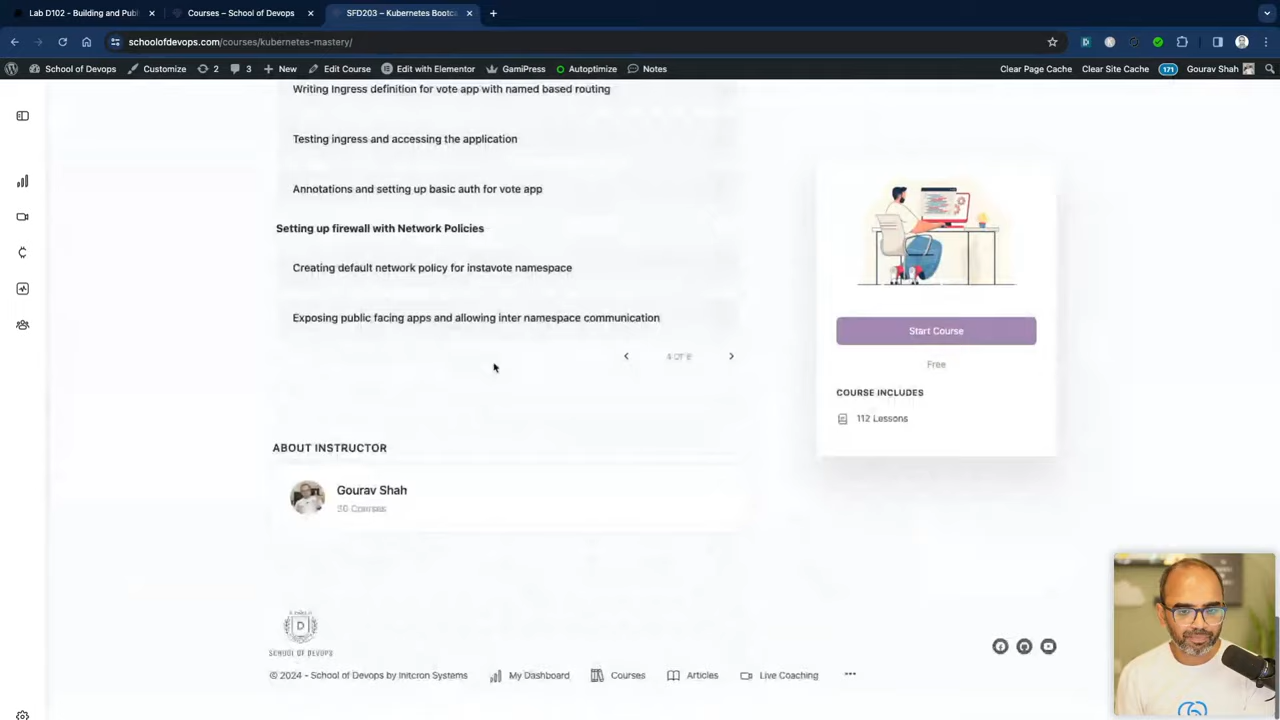 Lab D102 - Building and Publ
Courses – School of Devops
SFD203 – Kubernetes Bootca
schoolofdevops.com/courses/kubernetes-mastery/
School of Devops
Customize
2
3
New
Edit Course
Edit with Elementor
GamiPress
Autoptimize
Notes
Clear Page Cache
Clear Site Cache
171
Gourav Shah
Writing Ingress definition for vote app with named based routing
Testing ingress and accessing the application
Annotations and setting up basic auth for vote app
Setting up firewall with Network Policies
Creating default network policy for instavote namespace
Exposing public facing apps and allowing inter namespace communication
Start Course
Free
COURSE INCLUDES
112 Lessons
ABOUT INSTRUCTOR
Gourav Shah
30 Courses
D
SCHOOL OF DEVOPS
© 2024 - School of Devops by Initcron Systems
My Dashboard
Courses
Articles
Live Coaching